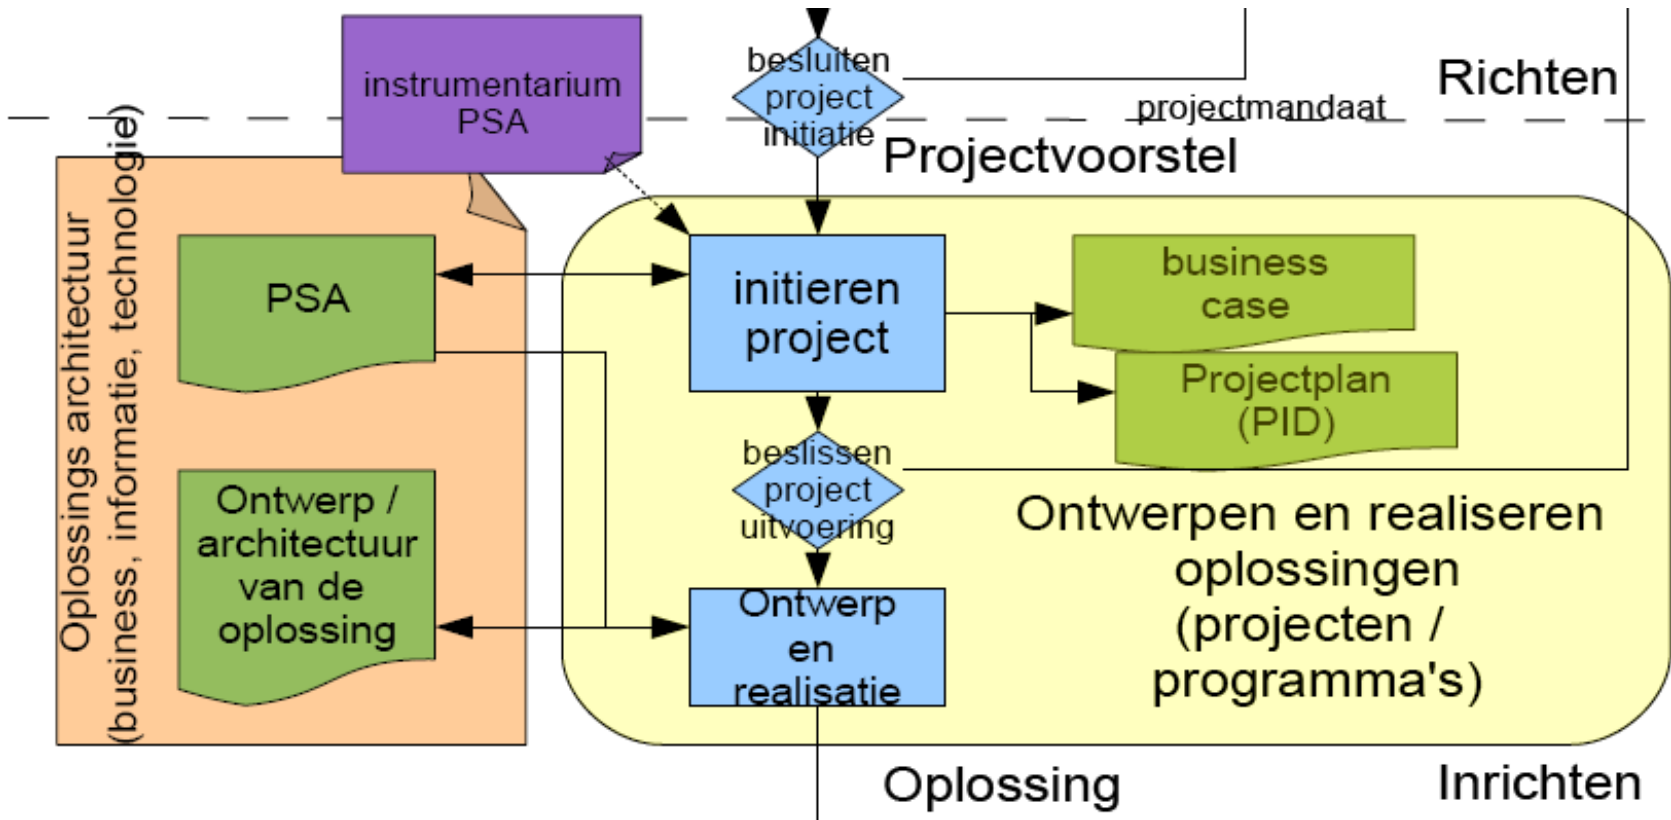 instrumentarium
PSA
besluiten
project
initiatie
Richten
projectmandaat
Projectvoorstel
Oplossings architectuur
(business, informatie, technologie)
PSA
initieren
project
business
case
Projectplan
(PID)
beslissen
project
uitvoering
Ontwerp /
architectuur
van de
oplossing
Ontwerpen en realiseren
oplossingen
(projecten /
programma's)
Ontwerp
en
realisatie
Oplossing
Inrichten